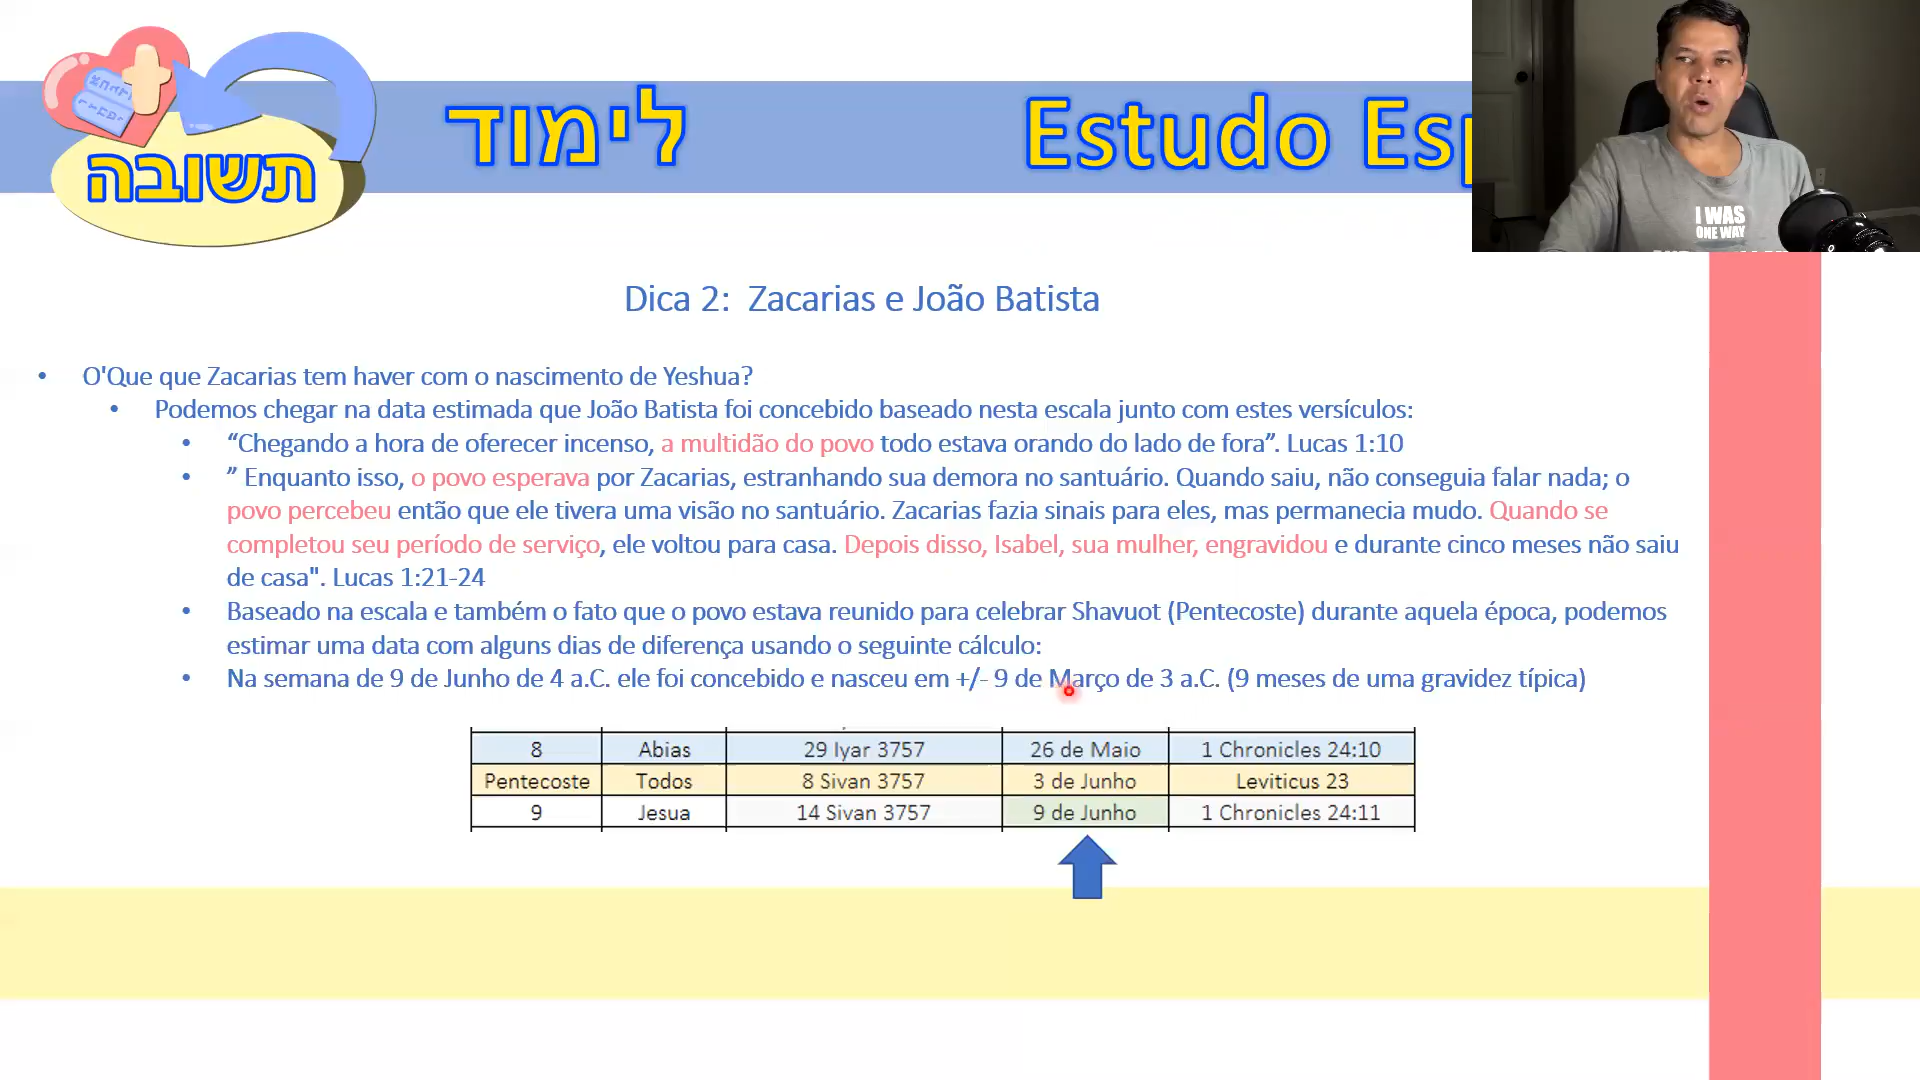 תשובה
לימוד
Estudo Esp
I WAS
ONE WAY
Dica 2:  Zacarias e João Batista
• O'Que que Zacarias tem haver com o nascimento de Yeshua?
• Podemos chegar na data estimada que João Batista foi concebido baseado nesta escala junto com estes versículos:
• “Chegando a hora de oferecer incenso, a multidão do povo todo estava orando do lado de fora”. Lucas 1:10
• ” Enquanto isso, o povo esperava por Zacarias, estranhando sua demora no santuário. Quando saiu, não conseguia falar nada; o
povo percebeu então que ele tivera uma visão no santuário. Zacarias fazia sinais para eles, mas permanecia mudo. Quando se
completou seu período de serviço, ele voltou para casa. Depois disso, Isabel, sua mulher, engravidou e durante cinco meses não saiu
de casa". Lucas 1:21-24
• Baseado na escala e também o fato que o povo estava reunido para celebrar Shavuot (Pentecoste) durante aquela época, podemos
estimar uma data com alguns dias de diferença usando o seguinte cálculo:
• Na semana de 9 de Junho de 4 a.C. ele foi concebido e nasceu em +/- 9 de Março de 3 a.C. (9 meses de uma gravidez típica)
8 Abias 29 Iyar 3757 26 de Maio 1 Chronicles 24:10
Pentecoste Todos 8 Sivan 3757 3 de Junho Leviticus 23
9 Jesua 14 Sivan 3757 9 de Junho 1 Chronicles 24:11